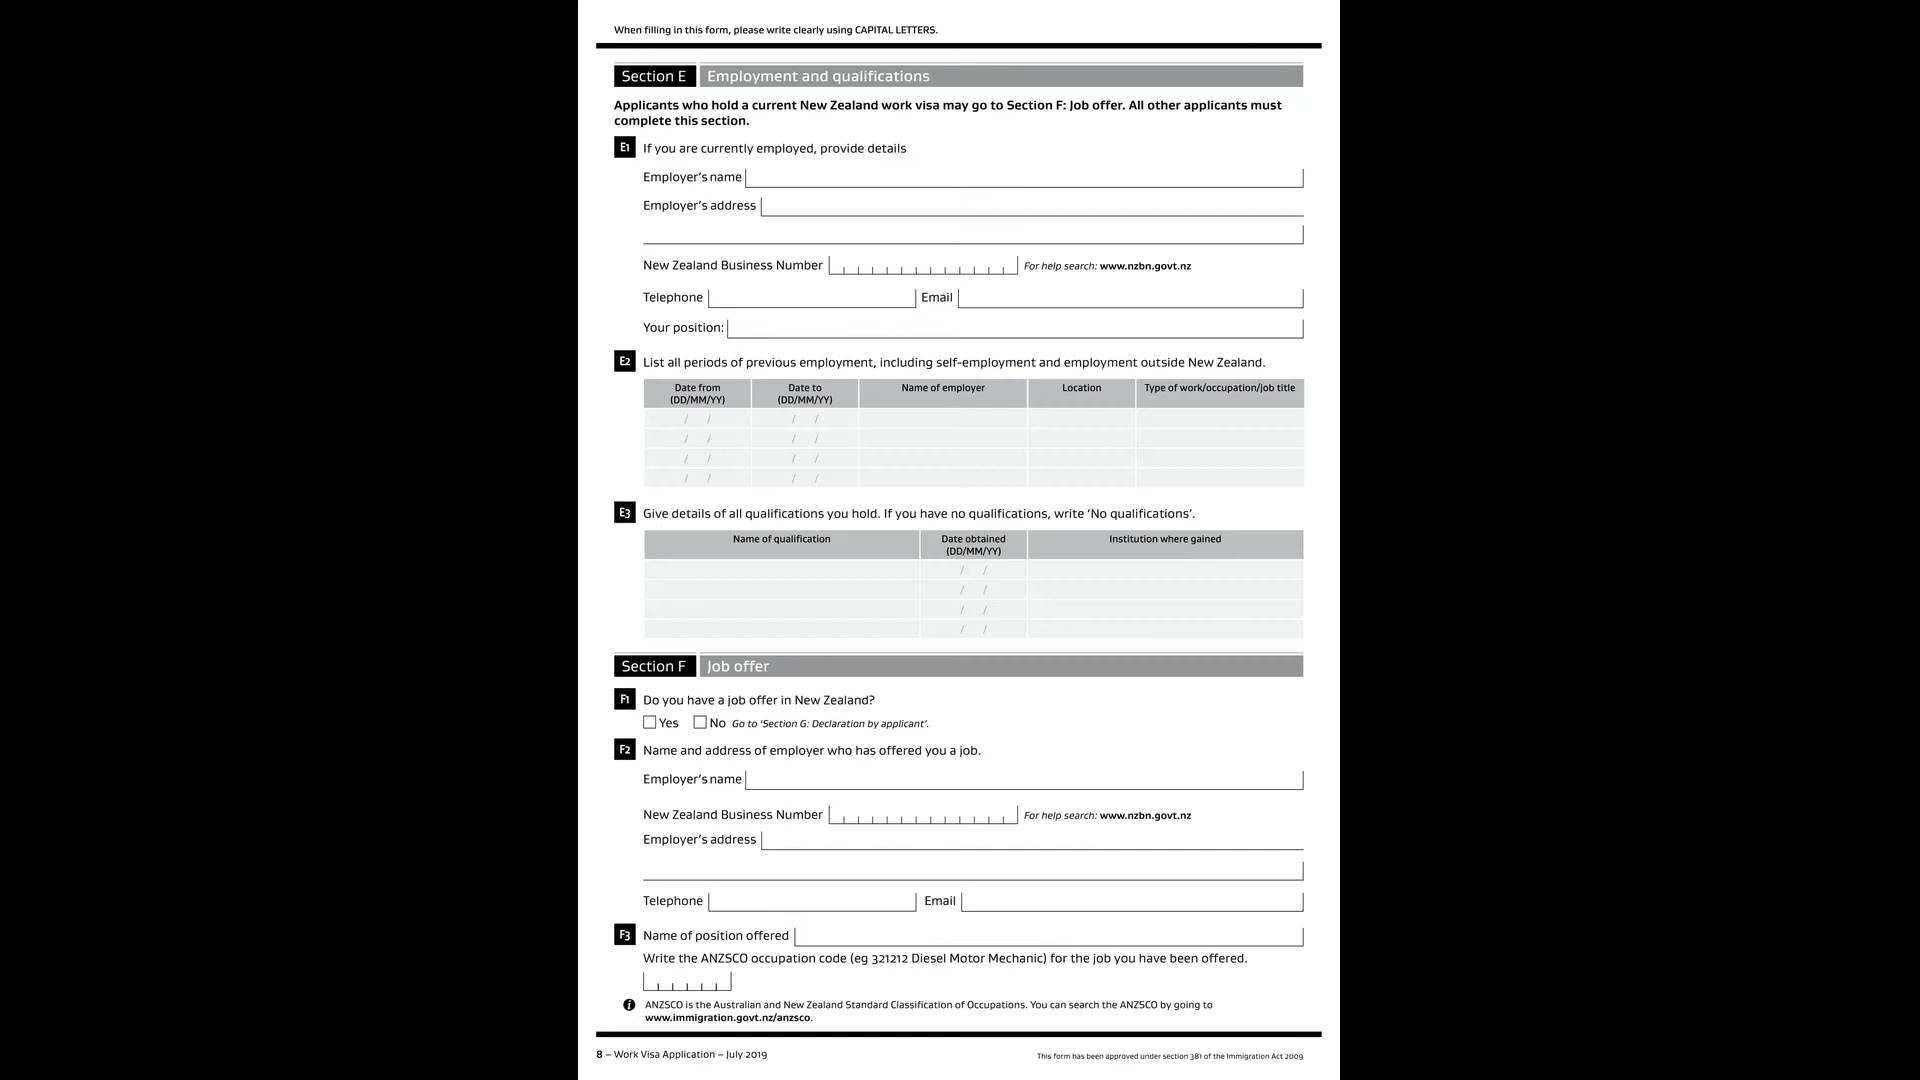 When filling in this form, please write clearly using CAPITAL LETTERS.
Section E Employment and qualifications
Applicants who hold a current New Zealand work visa may go to Section F: Job offer. All other applicants must
complete this section.
E1 If you are currently employed, provide details
Employer's name
Employer's address
New Zealand Business Number For help search: www.nzbn.govt.nz
Telephone Email
Your position:
E2 List all periods of previous employment, including self-employment and employment outside New Zealand.
Date from Date to Name of employer Location Type of work/occupation/job title
(DD/MM/YY) (DD/MM/YY)
/ / / /
/ / / /
/ / / /
/ / / /
E3 Give details of all qualifications you hold. If you have no qualifications, write ‘No qualifications’.
Name of qualification Date obtained Institution where gained
(DD/MM/YY)
/ /
/ /
/ /
/ /
Section F Job offer
F1 Do you have a job offer in New Zealand?
Yes No Go to ‘Section G: Declaration by applicant’.
F2 Name and address of employer who has offered you a job.
Employer's name
New Zealand Business Number For help search: www.nzbn.govt.nz
Employer's address
Telephone Email
F3 Name of position offered
Write the ANZSCO occupation code (eg 321212 Diesel Motor Mechanic) for the job you have been offered.
i ANZSCO is the Australian and New Zealand Standard Classification of Occupations. You can search the ANZSCO by going to
www.immigration.govt.nz/anzsco.
8 – Work Visa Application – July 2019 This form has been approved under section 381 of the Immigration Act 2009